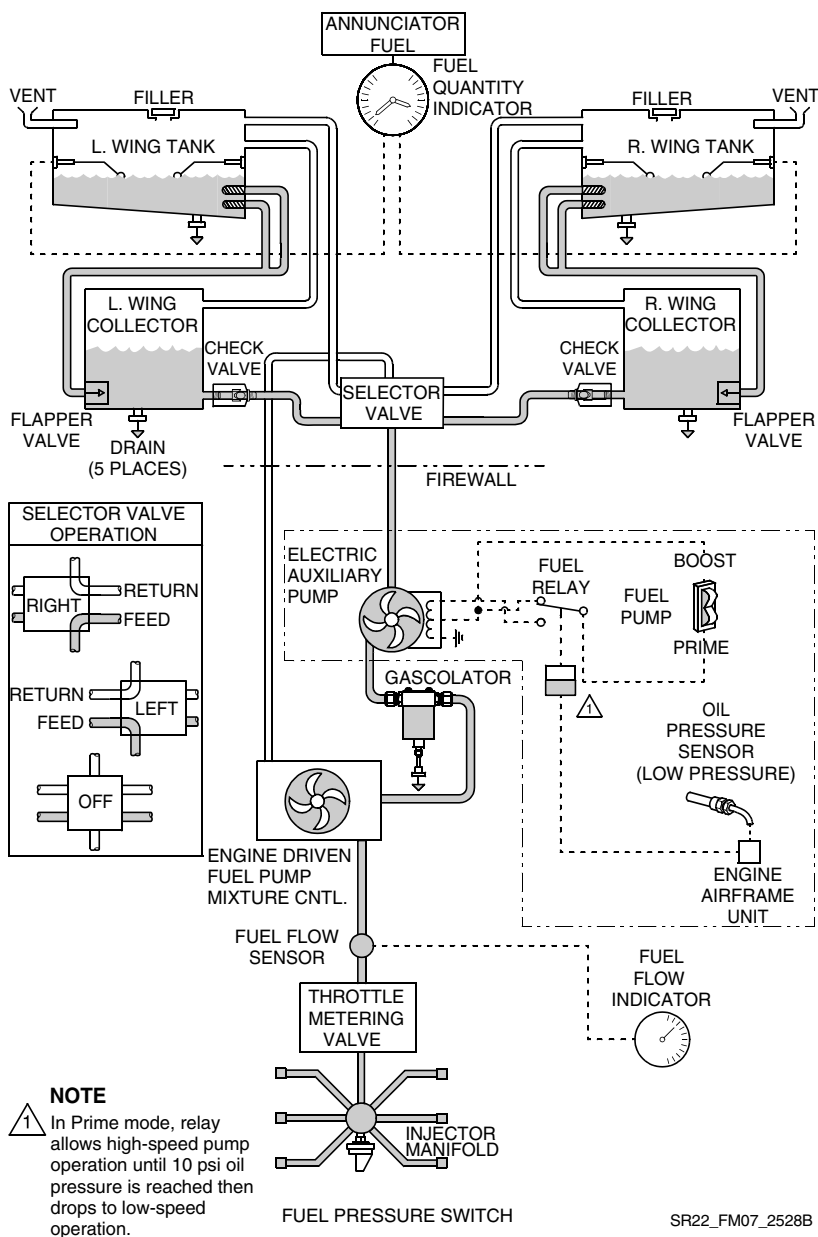 ANNUNCIATOR
FUEL
FUEL
QUANTITY
INDICATOR
VENT
FILLER
FILLER
VENT
L. WING TANK
R. WING TANK
L. WING
COLLECTOR
R. WING
COLLECTOR
CHECK
VALVE
CHECK
VALVE
SELECTOR
VALVE
FLAPPER
VALVE
FLAPPER
VALVE
DRAIN
(5 PLACES)
FIREWALL
SELECTOR VALVE
OPERATION
RIGHT
RETURN
FEED
RETURN
FEED
LEFT
OFF
ELECTRIC
AUXILIARY
PUMP
FUEL
RELAY
BOOST
FUEL
PUMP
PRIME
GASCOLATOR
1
OIL
PRESSURE
SENSOR
(LOW PRESSURE)
ENGINE
AIRFRAME
UNIT
ENGINE DRIVEN
FUEL PUMP
MIXTURE CNTL.
FUEL FLOW
SENSOR
FUEL
FLOW
INDICATOR
THROTTLE
METERING
VALVE
INJECTOR
MANIFOLD
FUEL PRESSURE SWITCH
NOTE
1 In Prime mode, relay
allows high-speed pump
operation until 10 psi oil
pressure is reached then
drops to low-speed
operation.
SR22_FM07_2528B